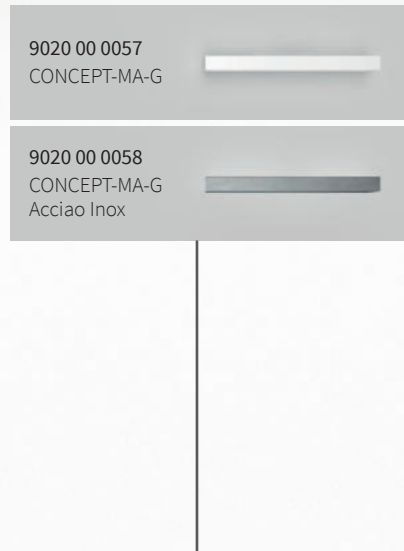 9020 00 0057
CONCEPT-MA-G
9020 00 0058
CONCEPT-MA-G
Acciao Inox